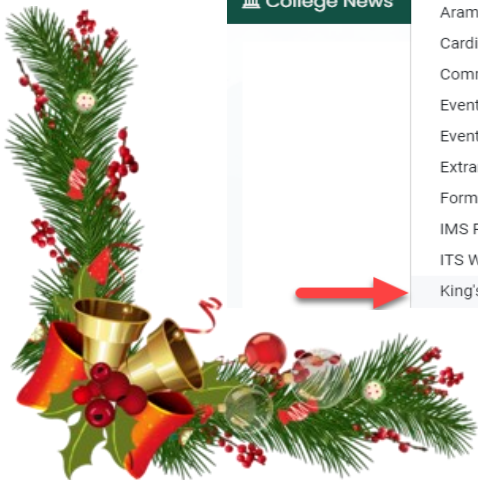 College News
Aram
Cardi
Comm
Event
Event
Extra
Form
IMS
ITS W
King's